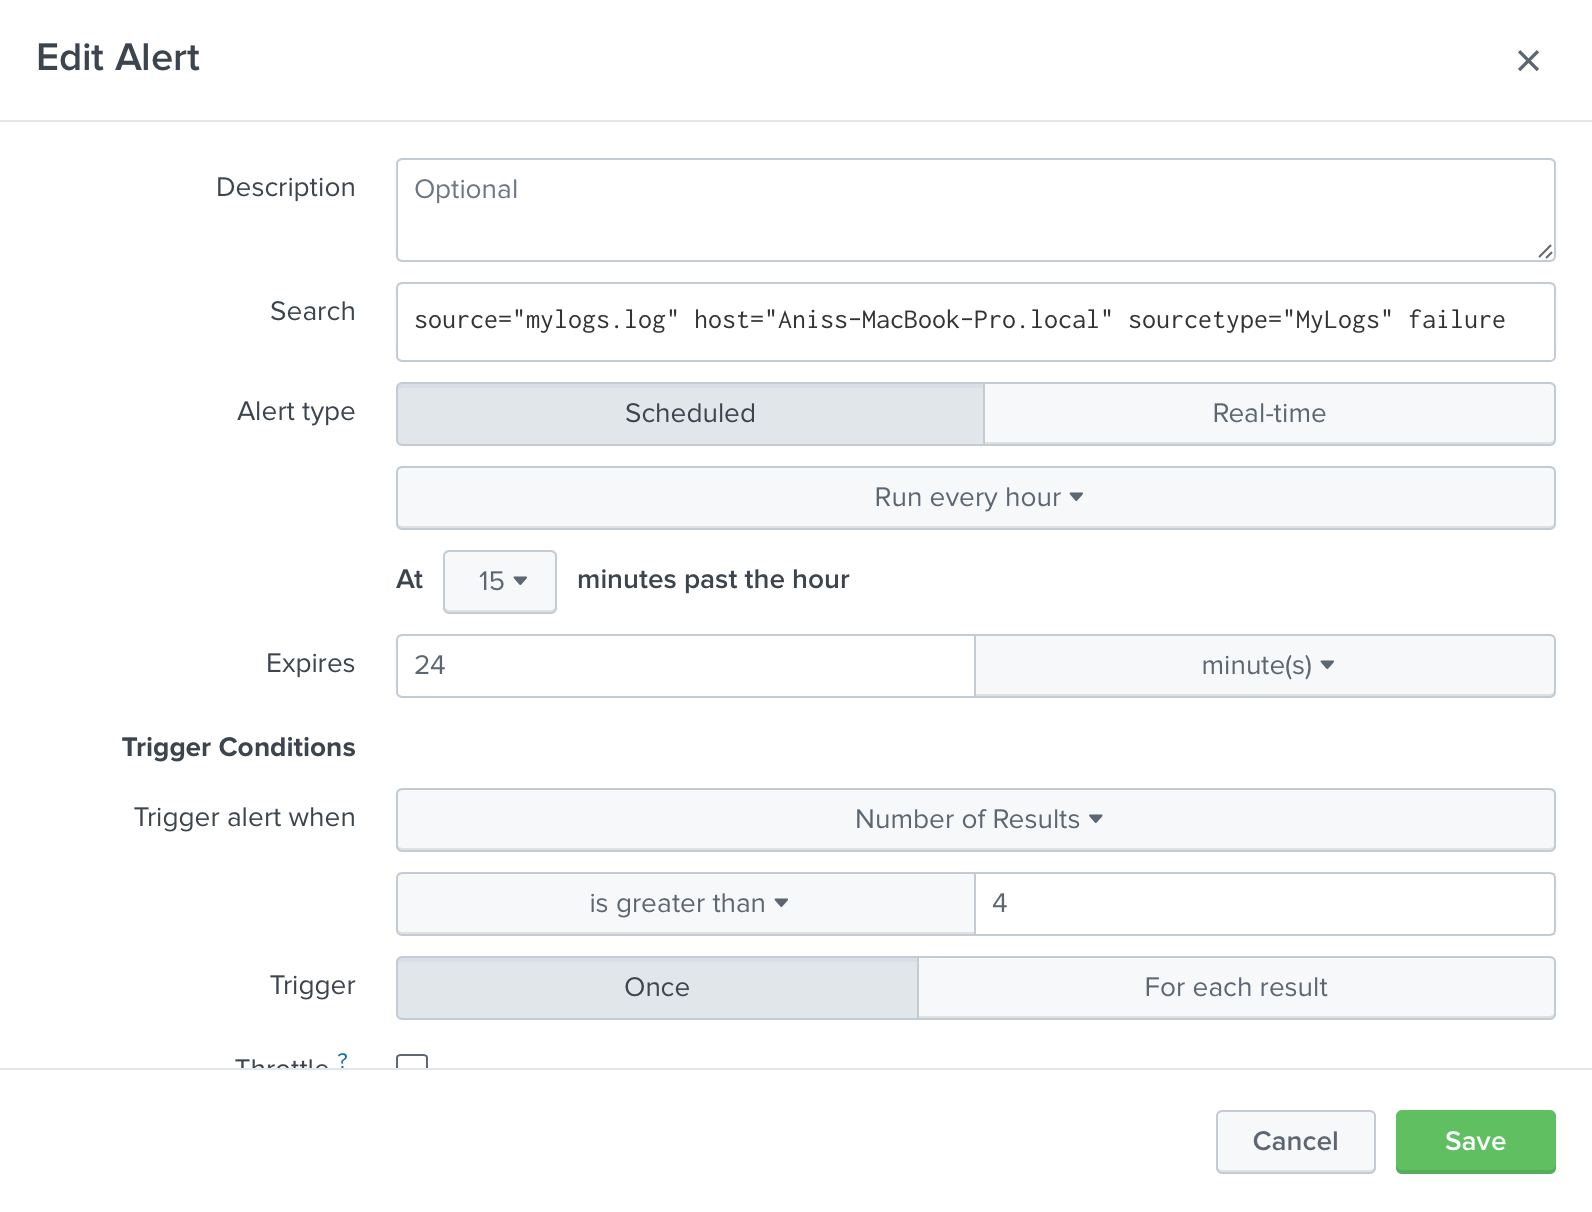 Edit Alert
Description
Optional
Search
source="mylogs.log" host="Aniss-MacBook-Pro.local" sourcetype="MyLogs" failure
Alert type
Scheduled
Real-time
Run every hour
At 15 minutes past the hour
Expires
24
minute(s)
Trigger Conditions
Trigger alert when
Number of Results
is greater than
4
Trigger
Once
For each result
Throttle ?
Cancel
Save